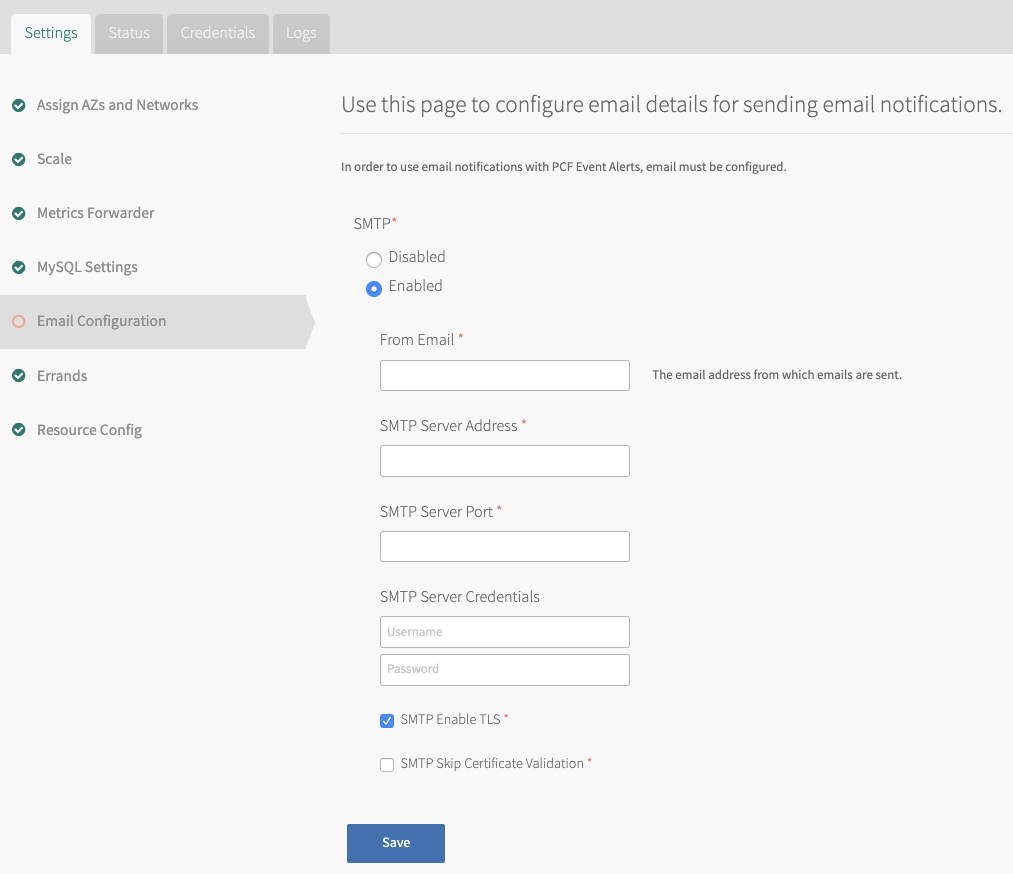 Settings
Status
Credentials
Logs
Assign AZs and Networks
Scale
Metrics Forwarder
MySQL Settings
Email Configuration
Errands
Resource Config
Use this page to configure email details for sending email notifications.
In order to use email notifications with PCF Event Alerts, email must be configured.
SMTP*
Disabled
Enabled
From Email *
The email address from which emails are sent.
SMTP Server Address *
SMTP Server Port *
SMTP Server Credentials
Username
Password
SMTP Enable TLS *
SMTP Skip Certificate Validation *
Save